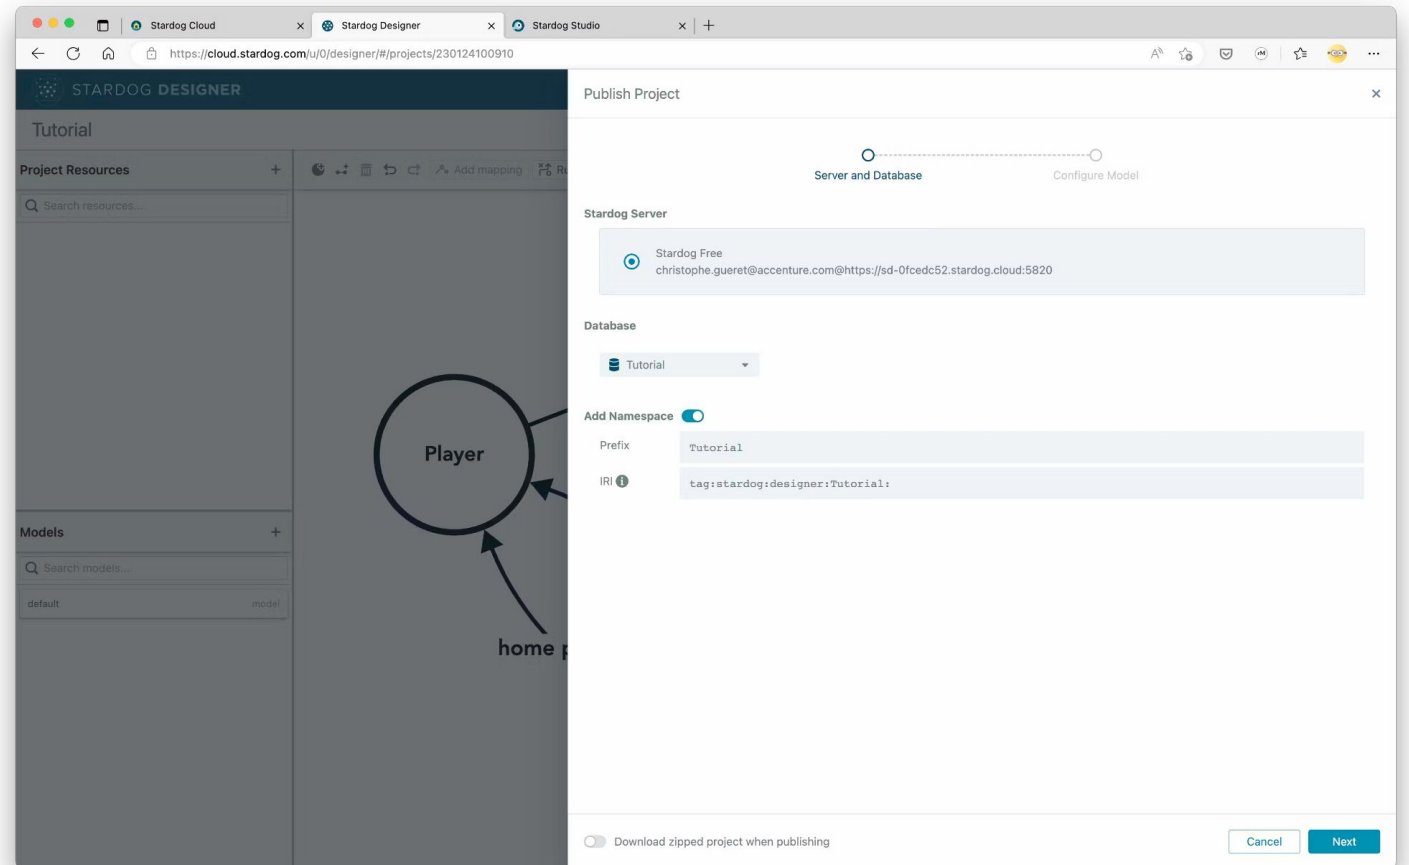 Stardog Cloud
Stardog Designer
Stardog Studio
https://cloud.stardog.com/u/0/designer/#/projects/230124100910
STARDOG DESIGNER
Tutorial
Project Resources
Add mapping
Search resources...
Player
home
Models
Search models...
default model
Publish Project
Server and Database
Configure Model
Stardog Server
Stardog Free
christophe.gueret@accenture.com@https://sd-0fcedc52.stardog.cloud:5820
Database
Tutorial
Add Namespace
Prefix Tutorial
IRI tag:stardog:designer:Tutorial:
Download zipped project when publishing
Cancel
Next